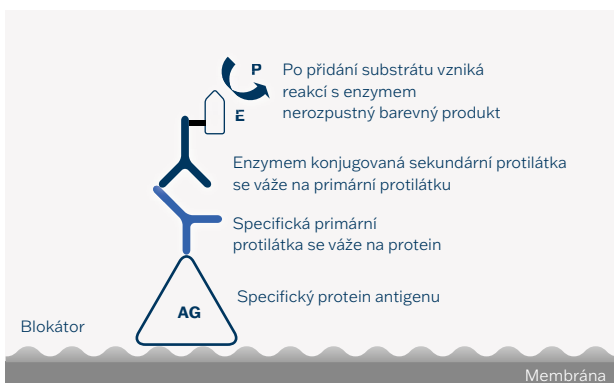 P
Po přidání substrátu vzniká
reakcí s enzymem
nerozpustný barevný produkt
E
Enzymem konjugovaná sekundární protilátka
se váže na primární protilátku
Specifická primární
protilátka se váže na protein
Specifický protein antigenu
AG
Blokátor
Membrána